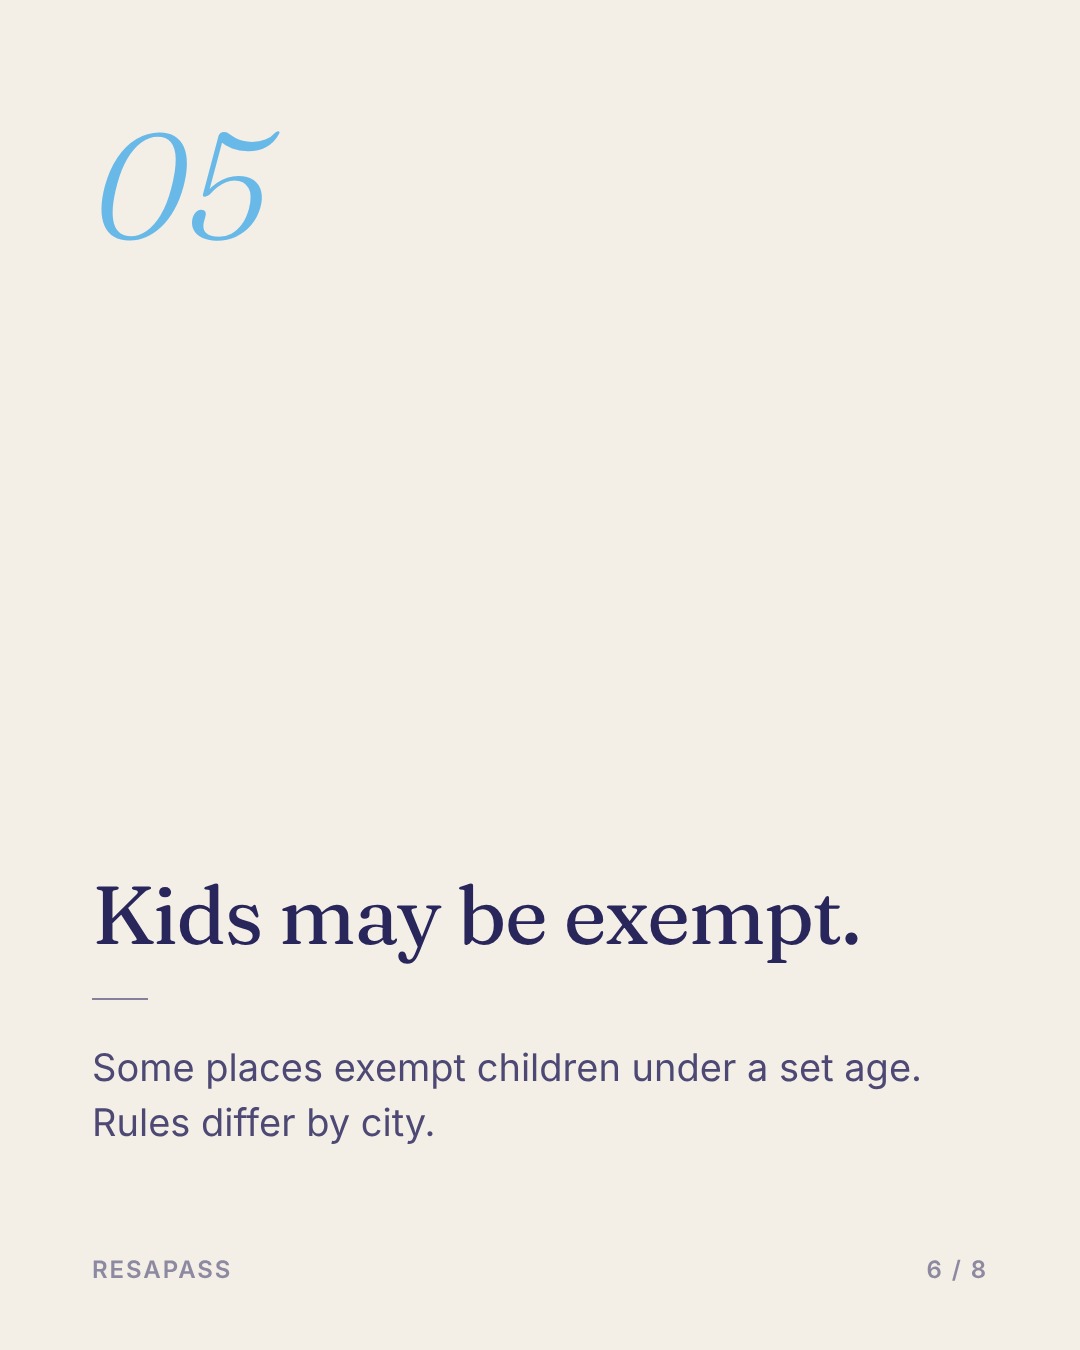 05
Kids may be exempt.
Some places exempt children under a set age.
Rules differ by city.
RESAPASS
6 / 8